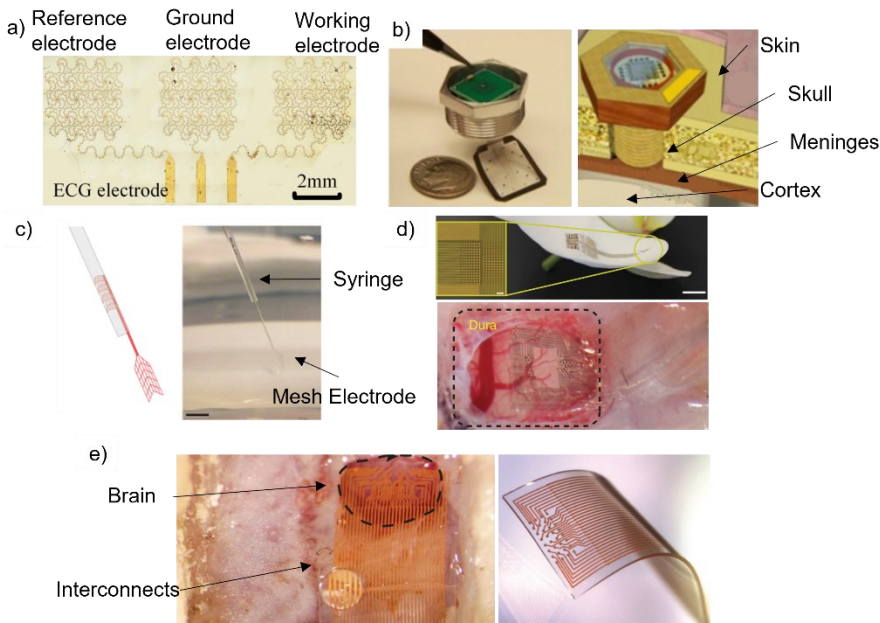 a)
Reference
electrode
Ground
electrode
Working
electrode
ECG electrode
2mm
b)
Skin
Skull
Meninges
Cortex
c)
Syringe
Mesh Electrode
d)
Dura
e)
Brain
Interconnects